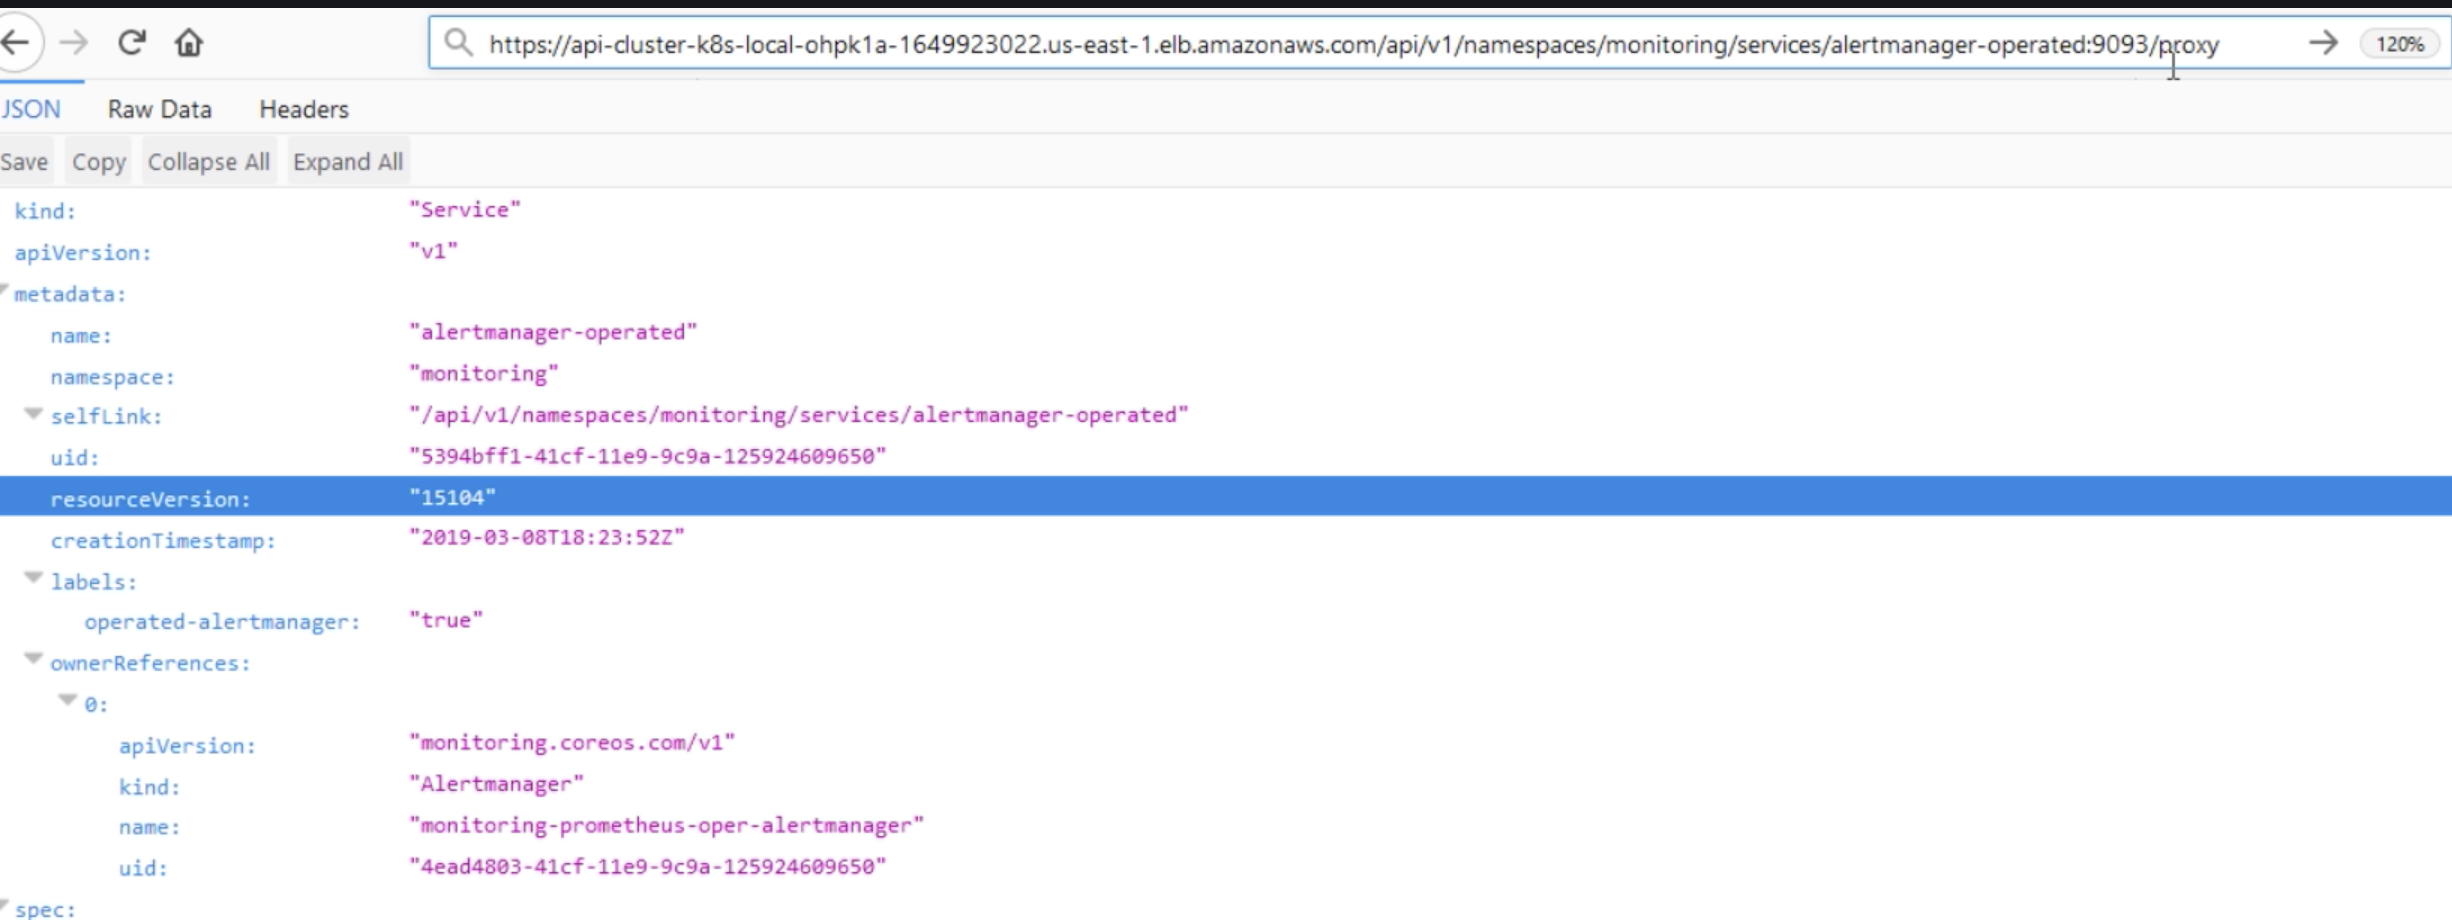 https://api-cluster-k8s-local-ohpk1a-1649923022.us-east-1.elb.amazonaws.com/api/v1/namespaces/monitoring/services/alertmanager-operated:9093/proxy 120%
JSON Raw Data Headers
Save Copy Collapse All Expand All
kind: "Service"
apiVersion: "v1"
metadata:
name: "alertmanager-operated"
namespace: "monitoring"
selfLink: "/api/v1/namespaces/monitoring/services/alertmanager-operated"
uid: "5394bff1-41cf-11e9-9c9a-125924609650"
resourceVersion: "15104"
creationTimestamp: "2019-03-08T18:23:52Z"
labels:
operated-alertmanager: "true"
ownerReferences:
0:
apiVersion: "monitoring.coreos.com/v1"
kind: "Alertmanager"
name: "monitoring-prometheus-oper-alertmanager"
uid: "4ead4803-41cf-11e9-9c9a-125924609650"
spec: